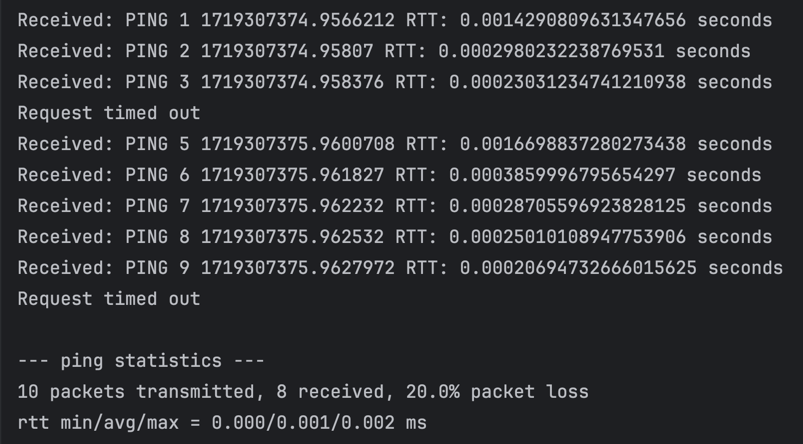 Received: PING 1 1719307374.9566212 RTT: 0.0014290809631347656 seconds
Received: PING 2 1719307374.95807 RTT: 0.0002980232238769531 seconds
Received: PING 3 1719307374.958376 RTT: 0.00023031234741210938 seconds
Request timed out
Received: PING 5 1719307375.9600708 RTT: 0.0016698837280273438 seconds
Received: PING 6 1719307375.961827 RTT: 0.0003859996795654297 seconds
Received: PING 7 1719307375.962232 RTT: 0.00028705596923828125 seconds
Received: PING 8 1719307375.962532 RTT: 0.00025010108947753906 seconds
Received: PING 9 1719307375.9627972 RTT: 0.00020694732666015625 seconds
Request timed out
--- ping statistics ---
10 packets transmitted, 8 received, 20.0% packet loss
rtt min/avg/max = 0.000/0.001/0.002 ms